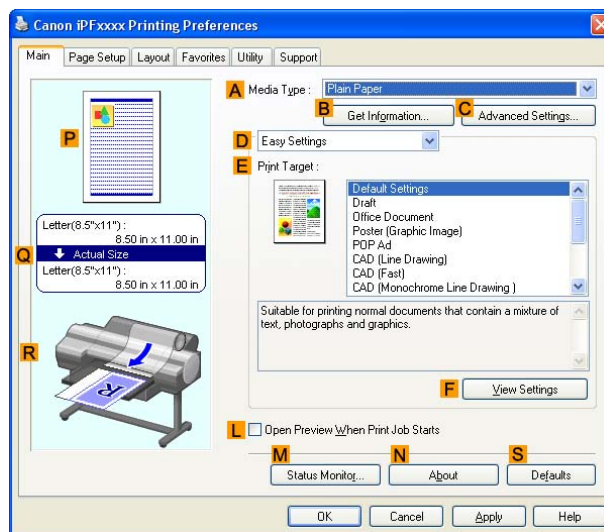 Canon iPFxxxx Printing Preferences
Main Page Setup Layout Favorites Utility Support
A Media Type : Plain Paper
B Get Information... C Advanced Settings...
D Easy Settings
E Print Target :
Default Settings
Draft
Office Document
Poster (Graphic Image)
POP Ad
CAD (Line Drawing)
CAD (Fast)
CAD (Monochrome Line Drawing )
Suitable for printing normal documents that contain a mixture of
text, photographs and graphics.
F View Settings
P
Q
Letter(8.5"x11") :
8.50 in x 11.00 in
Actual Size
Letter(8.5"x11") :
8.50 in x 11.00 in
R
R
L Open Preview When Print Job Starts
M Status Monitor... N About S Defaults
OK Cancel Apply Help